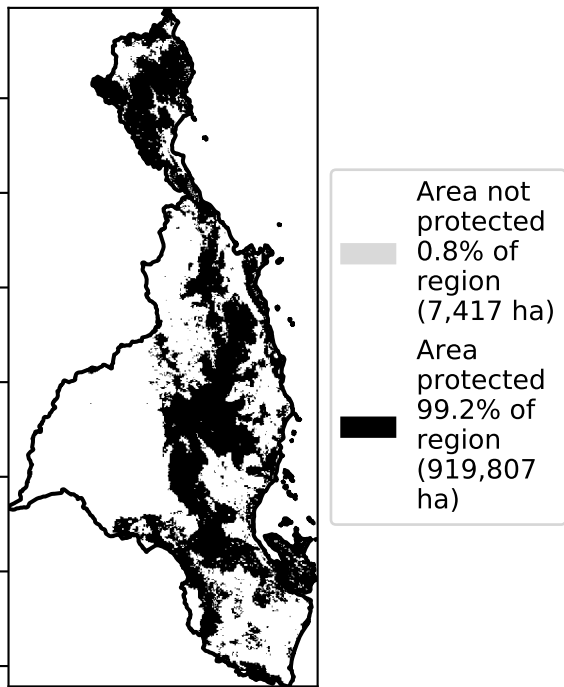 Area not
protected
0.8% of
region
(7,417 ha)
Area
protected
99.2% of
region
(919,807
ha)